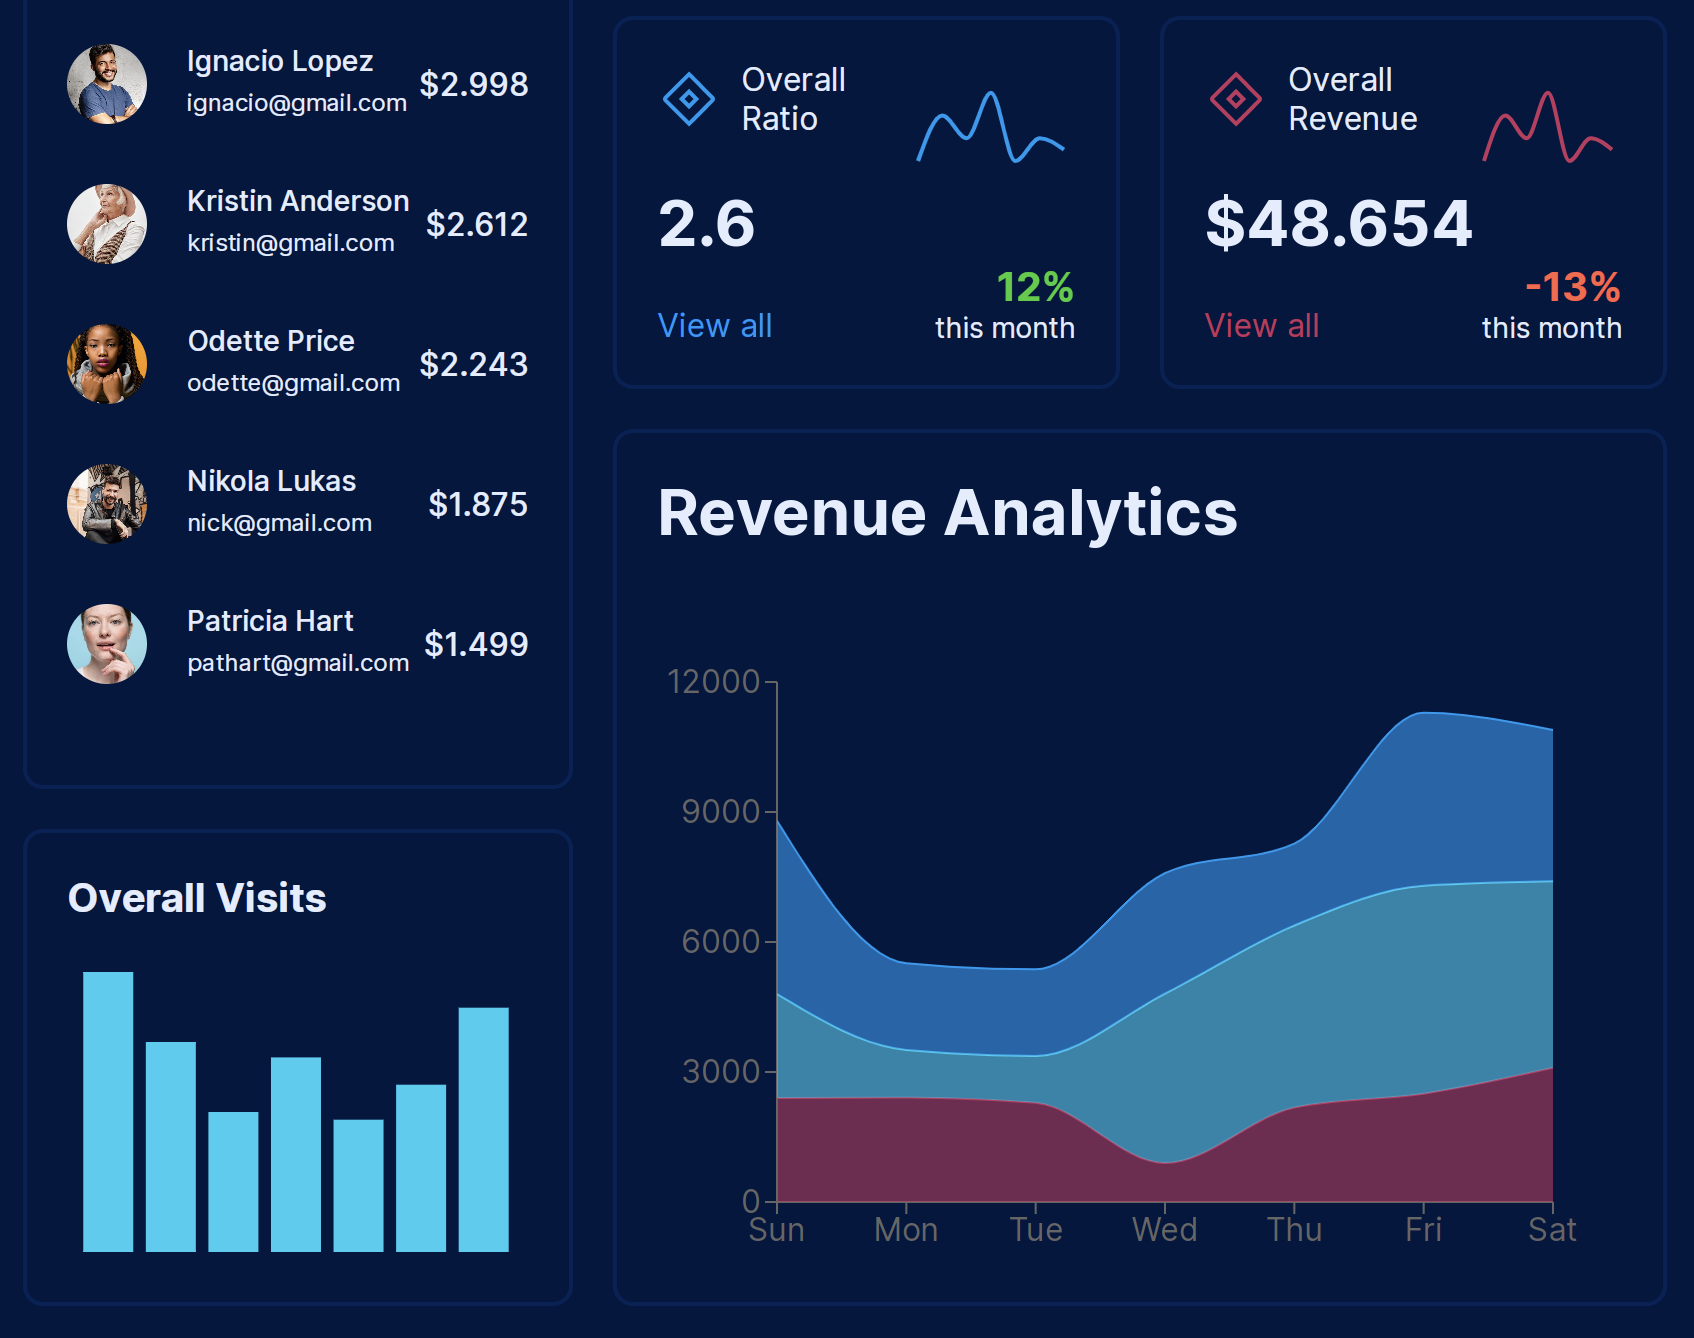 Ignacio Lopez
ignacio@gmail.com
$2.998
Kristin Anderson
kristin@gmail.com
$2.612
Odette Price
odette@gmail.com
$2.243
Nikola Lukas
nick@gmail.com
$1.875
Patricia Hart
pathart@gmail.com
$1.499
Overall Visits
Overall
Ratio
2.6
12%
View all
this month
Overall
Revenue
$48.654
-13%
View all
this month
Revenue Analytics
12000
9000
6000
3000
0
Sun Mon Tue Wed Thu Fri Sat